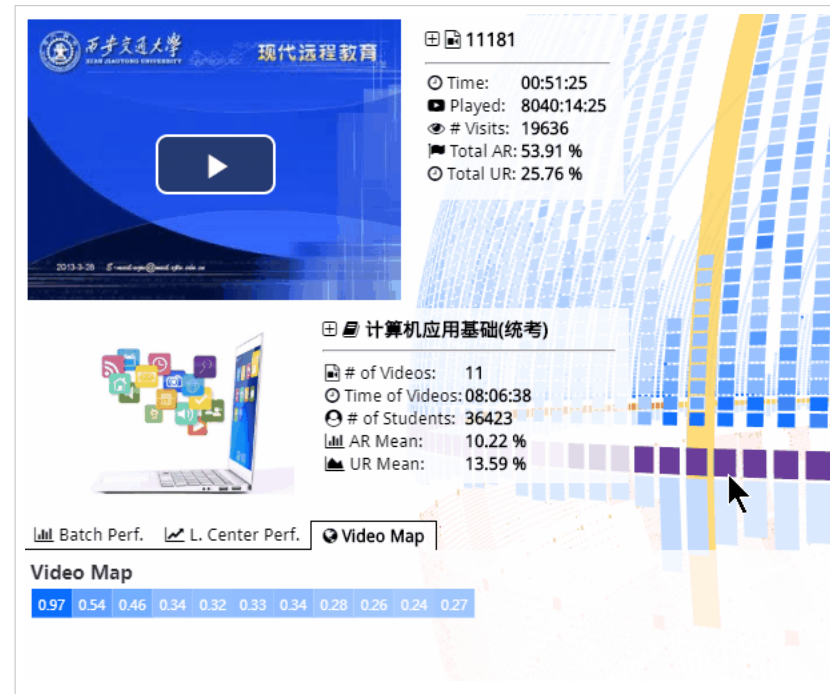 西安交通大学
XI'AN JIAOTONG UNIVERSITY
现代远程教育
2013-3-28
11181
Time: 00:51:25
Played: 8040:14:25
# Visits: 19636
Total AR: 53.91 %
Total UR: 25.76 %
计算机应用基础(统考)
# of Videos: 11
Time of Videos: 08:06:38
# of Students: 36423
AR Mean: 10.22 %
UR Mean: 13.59 %
Batch Perf. L. Center Perf. Video Map
Video Map
0.97 0.54 0.46 0.34 0.32 0.33 0.34 0.28 0.26 0.24 0.27